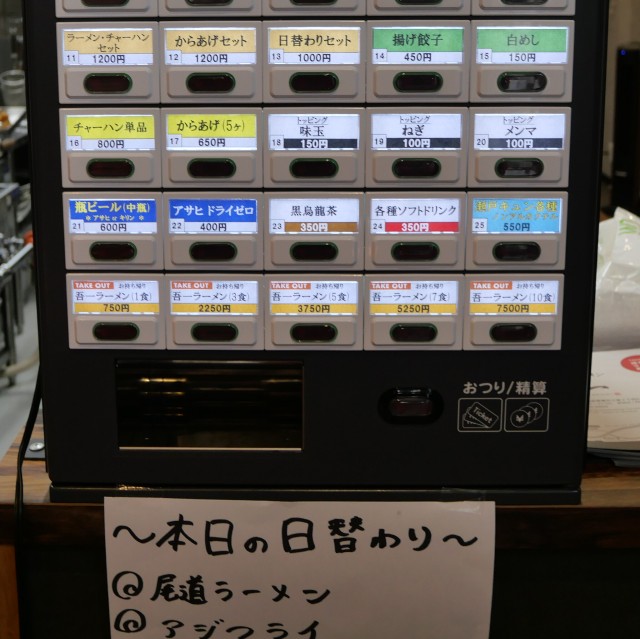 ラーメン・チャーハン
セット
11 1200円
からあげセット
12 1200円
日替わりセット
13 1000円
揚げ餃子
14 450円
白めし
15 150円
チャーハン単品
16 800円
からあげ(5ヶ)
17 650円
トッピング
味玉
18 150円
トッピング
ねぎ
19 100円
トッピング
メンマ
20 100円
瓶ビール(中瓶)
* アサヒ or キリン *
21 600円
アサヒ ドライゼロ
22 400円
黒烏龍茶
23 350円
各種ソフトドリンク
24 350円
25 550円
TAKE OUT お持ち帰り
吾一ラーメン(1食)
750円
TAKE OUT お持ち帰り
吾一ラーメン(3食)
2250円
TAKE OUT お持ち帰り
吾一ラーメン(5食)
3750円
TAKE OUT お持ち帰り
吾一ラーメン(7食)
5250円
TAKE OUT お持ち帰り
吾一ラーメン(10食)
7500円
おつり/精算
Ticket
〜本日の日替わり〜
尾道ラーメン
アジフライ